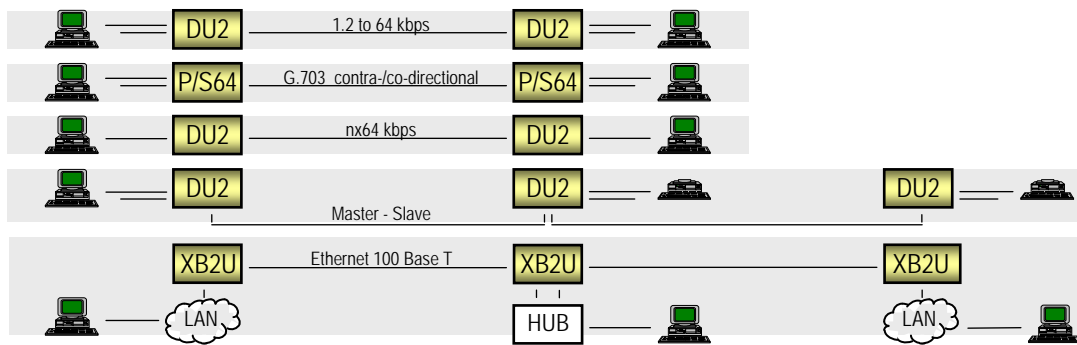 DU2 1.2 to 64 kbps DU2
P/S64 G.703 contra-/co-directional P/S64
DU2 nx64 kbps DU2
DU2 DU2 DU2
Master - Slave
XB2U Ethernet 100 Base T XB2U XB2U
LAN HUB LAN